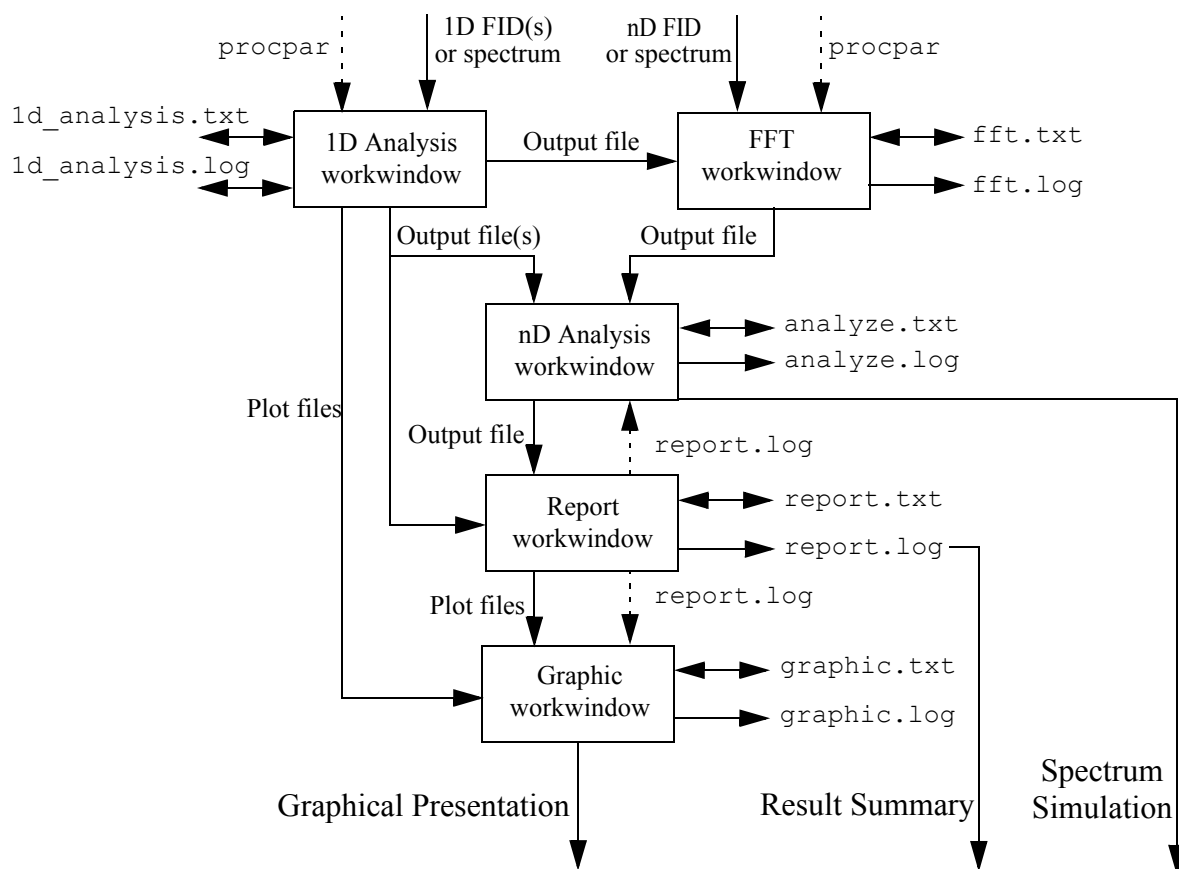 procpar
1D FID(s)
or spectrum
nD FID
or spectrum
procpar
1d_analysis.txt
1d_analysis.log
1D Analysis
workwindow
Output file
FFT
workwindow
fft.txt
fft.log
Output file(s)
Output file
nD Analysis
workwindow
analyze.txt
analyze.log
Plot files
Output file
report.log
Report
workwindow
report.txt
report.log
Plot files
report.log
Graphic
workwindow
graphic.txt
graphic.log
Graphical Presentation
Result Summary
Spectrum
Simulation